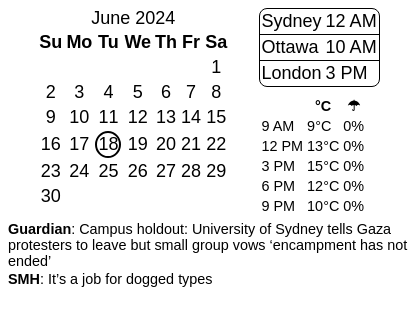 June 2024
Su Mo Tu We Th Fr Sa
1
2 3 4 5 6 7 8
9 10 11 12 13 14 15
16 17 18 19 20 21 22
23 24 25 26 27 28 29
30
Sydney 12 AM
Ottawa 10 AM
London 3 PM
°C ☂
9 AM 9°C 0%
12 PM 13°C 0%
3 PM 15°C 0%
6 PM 12°C 0%
9 PM 10°C 0%
Guardian: Campus holdout: University of Sydney tells Gaza
protesters to leave but small group vows ‘encampment has not
ended’
SMH: It’s a job for dogged types